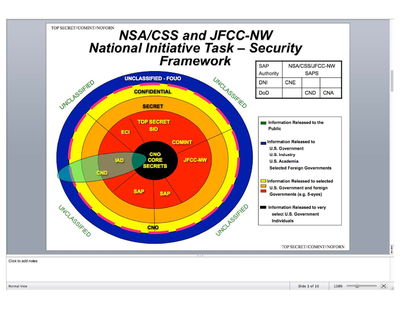 TOP SECRET//COMINT//NOFORN
NSA/CSS and JFCC-NW
National Initiative Task – Security
Framework
SAP
Authority
NSA/CSS/JFCC-NW
SAPS
DNI
CNE
DoD
CND
CNA
UNCLASSIFIED
UNCLASSIFIED
UNCLASSIFIED - FOUO
CONFIDENTIAL
SECRET
TOP SECRET
SID
ECI
COMINT
IAD
CNO
CORE
SECRETS
JFCC-NW
CND
SAP
SAP
CNO
UNCLASSIFIED
UNCLASSIFIED
Information Released to the
Public
Information Released to
U.S. Government
U.S. Industry
U.S. Academia
Selected Foreign Governments
Information Released to selected
U.S. Government and foreign
Governments (e.g. 5-eyes)
Information Released to very
select U.S. Government
Individuals
TOP SECRET//COMINT//NOFORN
Click to add notes
Normal View
Slide 3 of 10